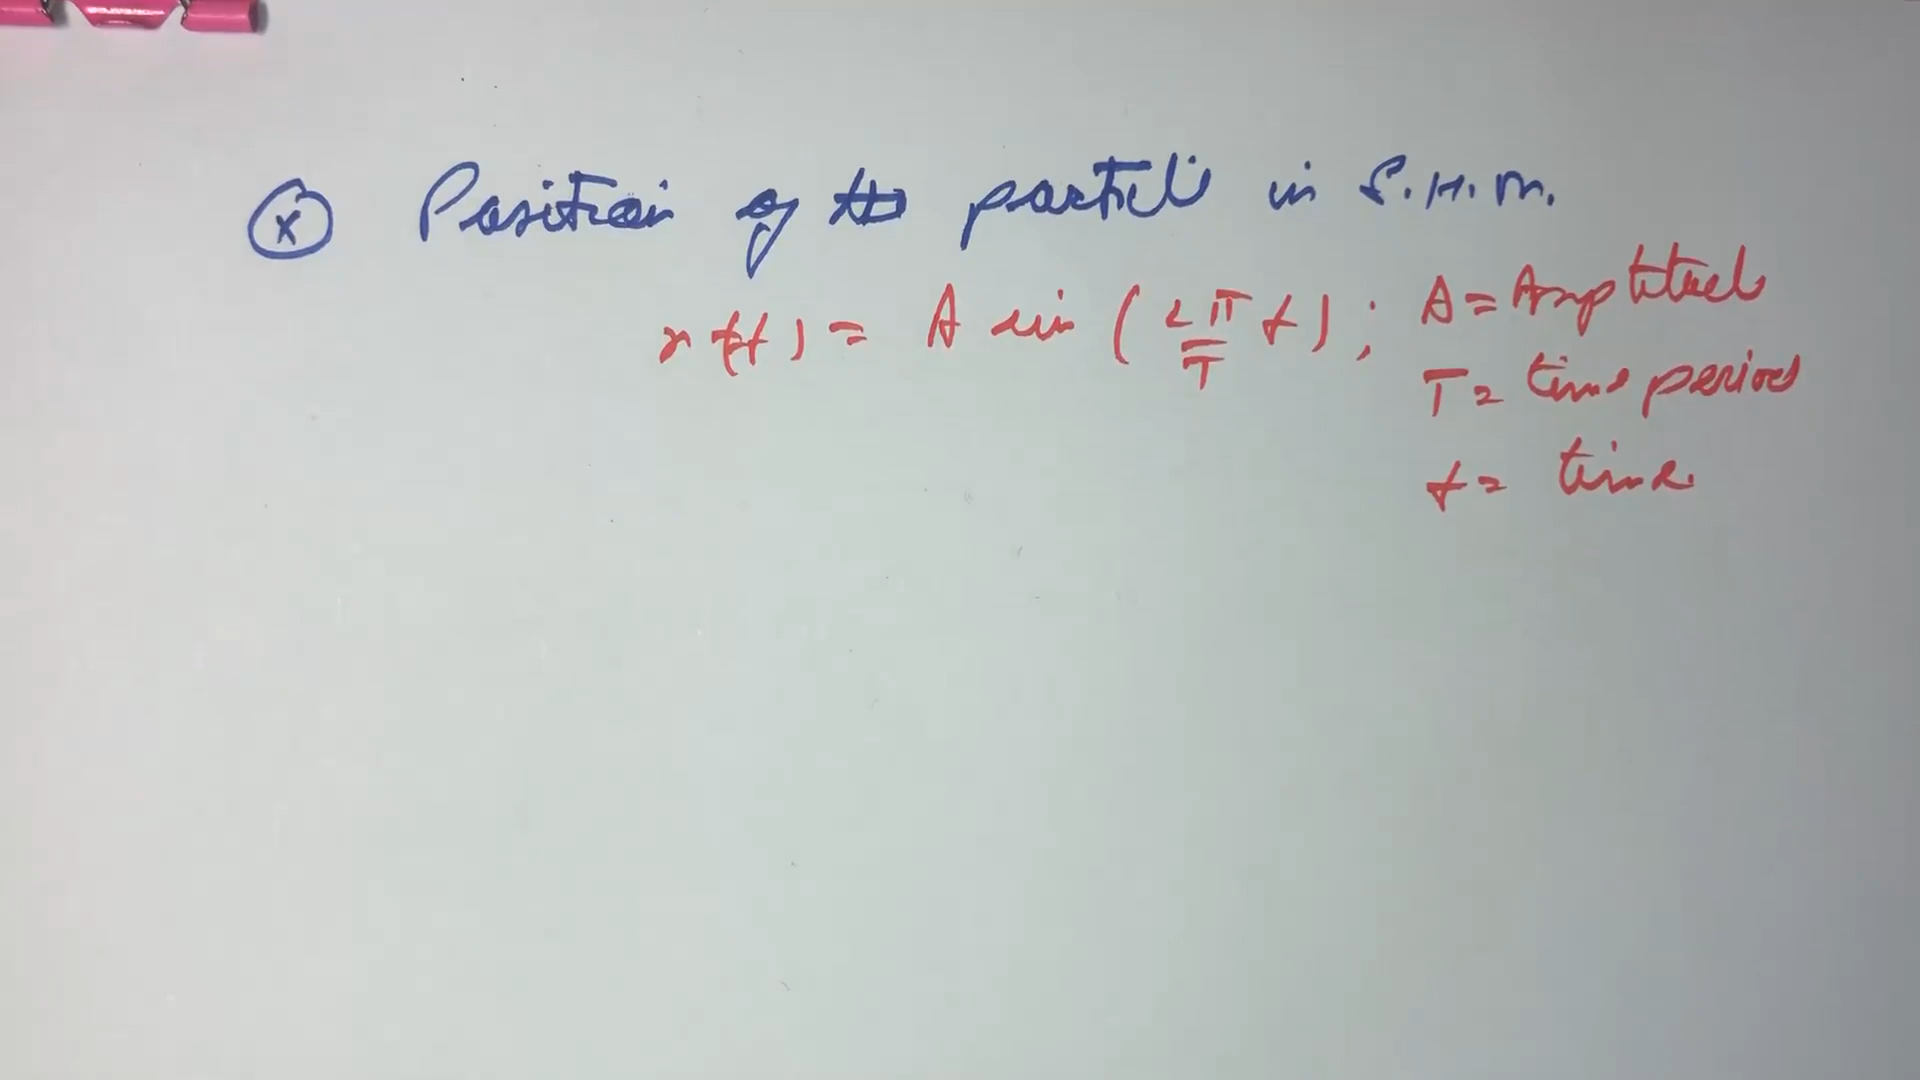 (x) Position of the particle in S.H.M.
x(t) = A sin (2π/T t) ; A = Amplitude
T = time period
t = time.